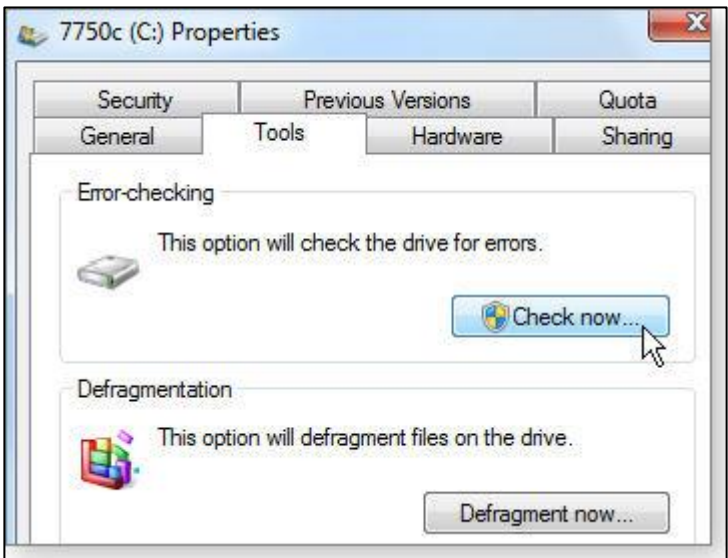 7750c (C:) Properties
X
Security Previous Versions Quota
General Tools Hardware Sharing
Error-checking
This option will check the drive for errors.
Check now...
Defragmentation
This option will defragment files on the drive.
Defragment now...